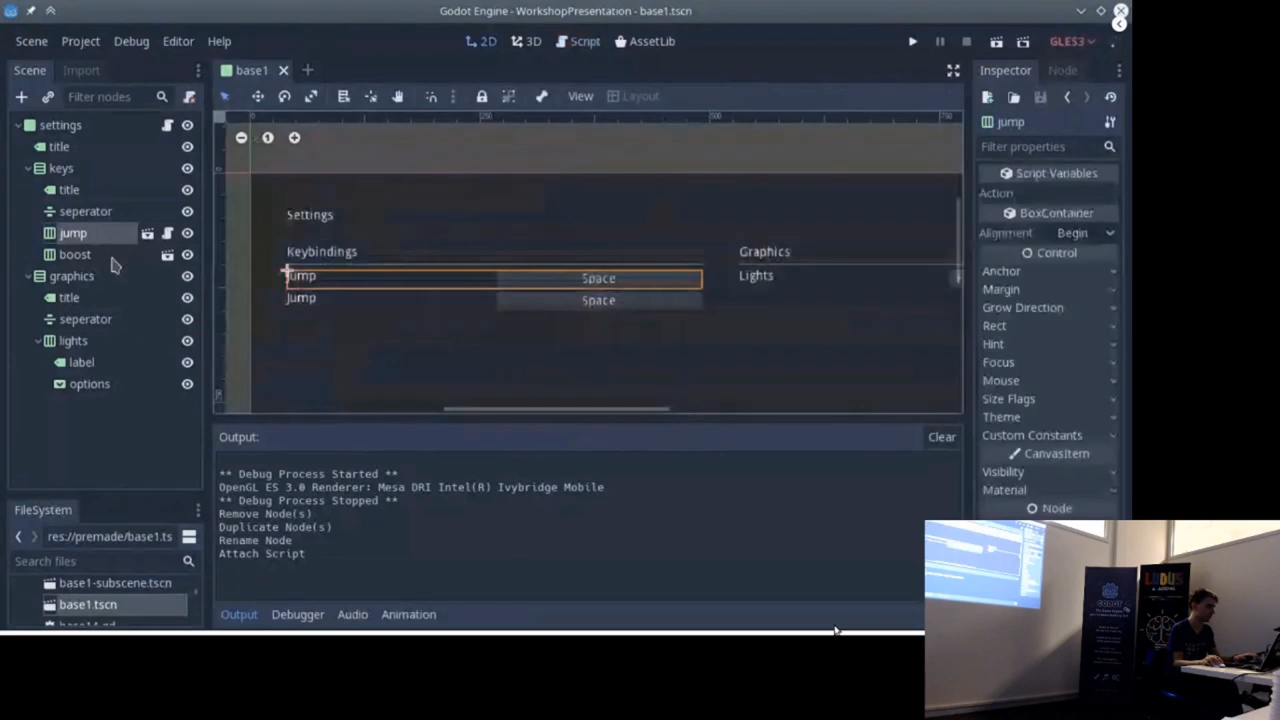 Godot Engine - WorkshopPresentation - base1.tscn
Scene Project Debug Editor Help
2D 3D Script AssetLib
GLES3
Scene Import
base1
Inspector Node
Filter nodes
View Layout
settings
title
keys
title
seperator
jump
boost
graphics
title
seperator
lights
label
options
0 250 500 750
Settings
Keybindings Graphics
Jump Space Lights
Jump Space
jump
Filter properties
Script Variables
Action
BoxContainer
Alignment Begin
Control
Anchor
Margin
Grow Direction
Rect
Hint
Focus
Mouse
Size Flags
Theme
Custom Constants
CanvasItem
Visibility
Material
Node
Output: Clear
** Debug Process Started **
OpenGL ES 3.0 Renderer: Mesa DRI Intel(R) Ivybridge Mobile
** Debug Process Stopped **
Remove Node(s)
Duplicate Node(s)
Rename Node
Attach Script
Output Debugger Audio Animation
FileSystem
res://premade/base1.ts
Search files
base1-subscene.tscn
base1.tscn
GODOT
LUDUS